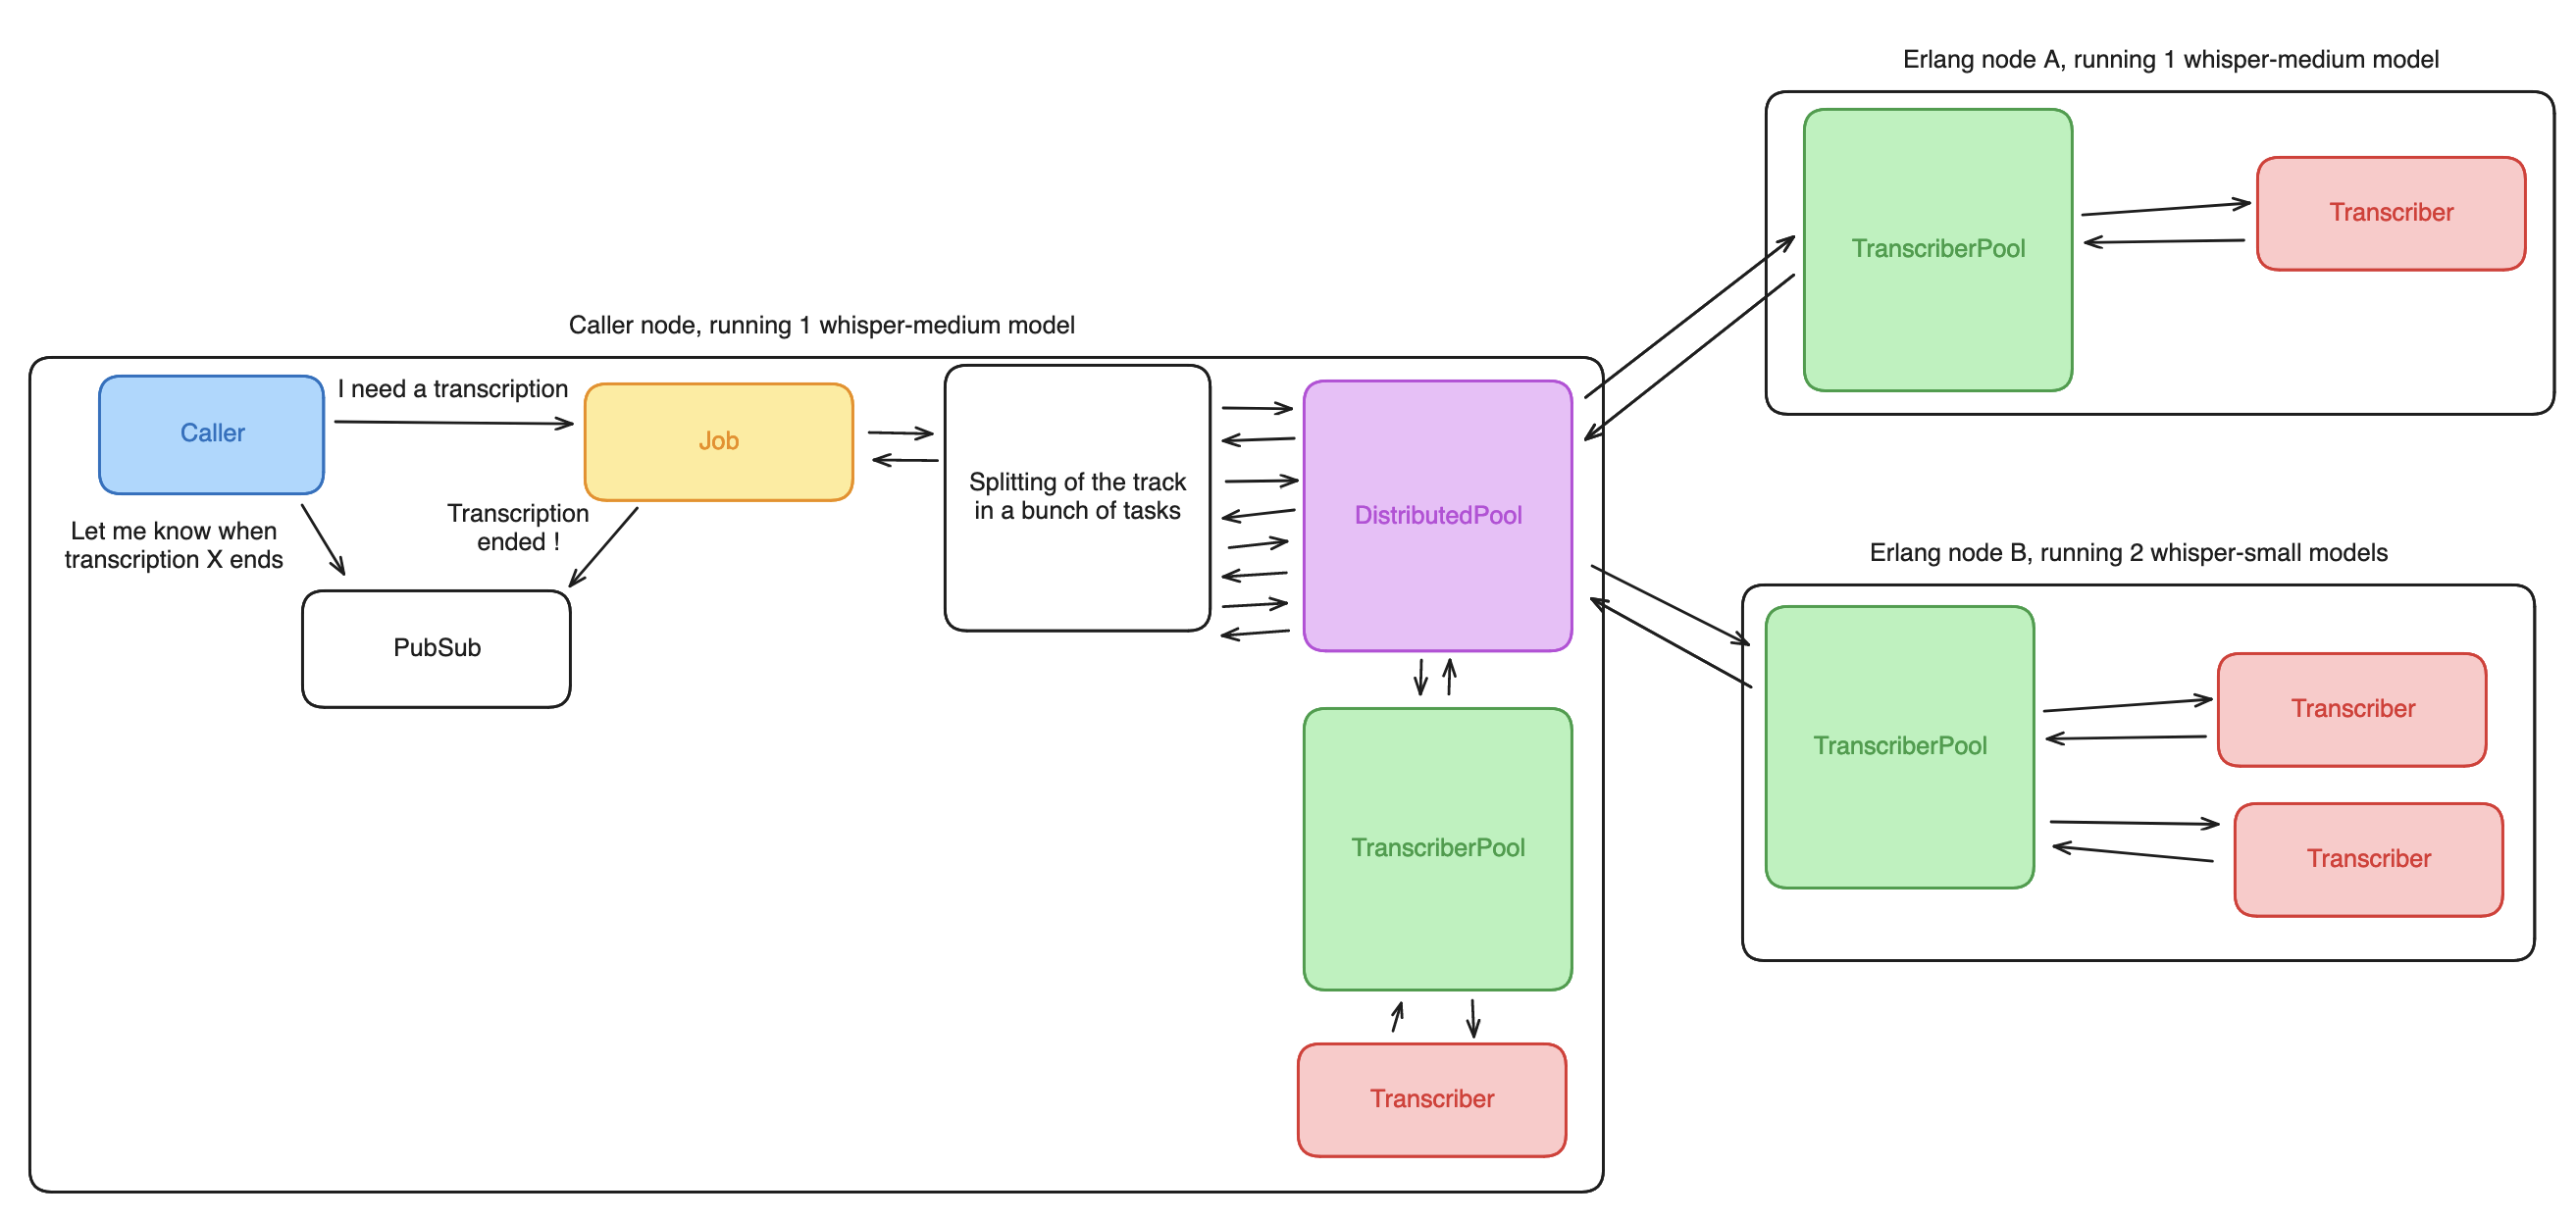 Erlang node A, running 1 whisper-medium model
TranscriberPool
Transcriber
Caller node, running 1 whisper-medium model
Caller
I need a transcription
Job
Let me know when
transcription X ends
Transcription
ended !
PubSub
Splitting of the track
in a bunch of tasks
DistributedPool
TranscriberPool
Transcriber
Erlang node B, running 2 whisper-small models
TranscriberPool
Transcriber
Transcriber